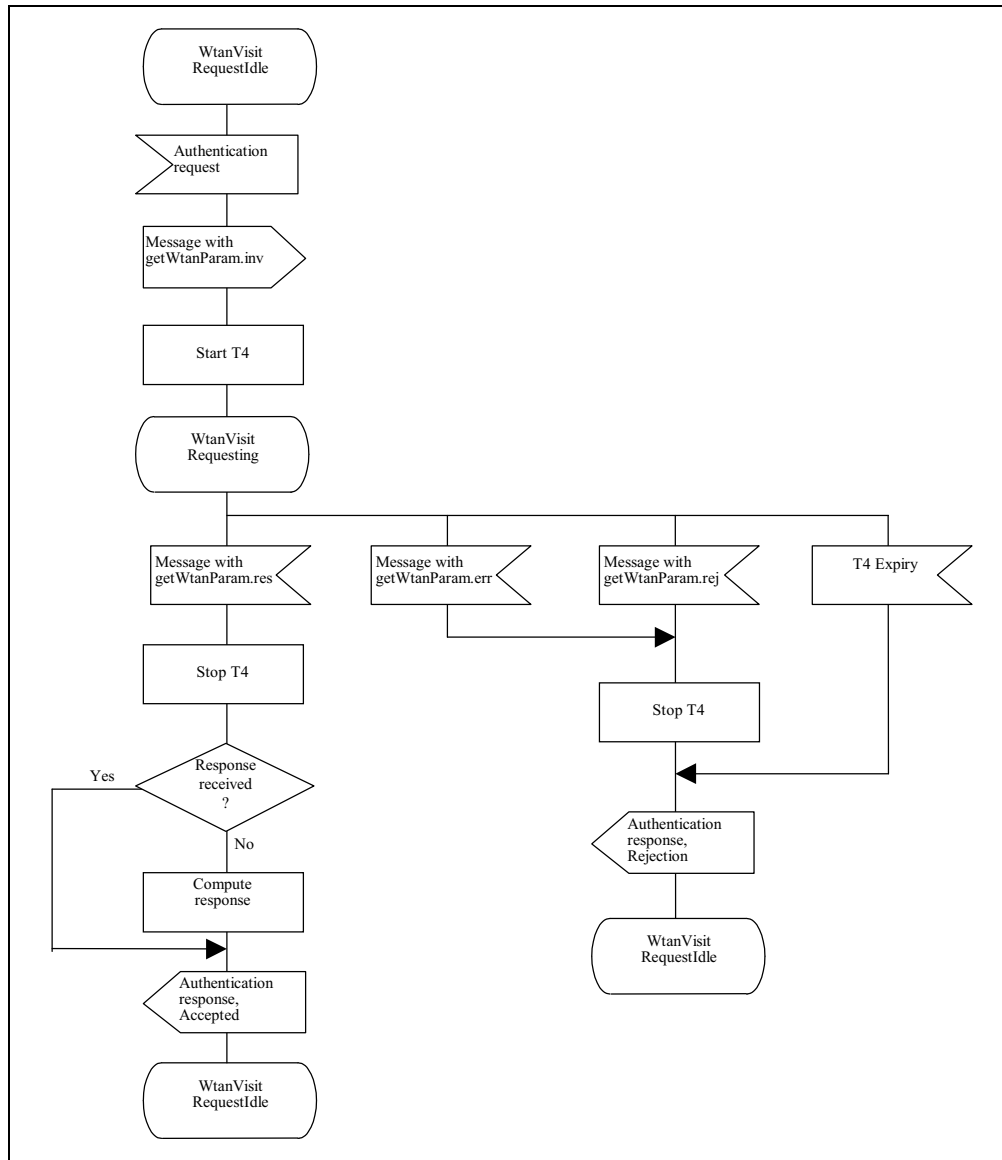 WtanVisit
RequestIdle
Authentication
request
Message with
getWtanParam.inv
Start T4
WtanVisit
Requesting
Message with
getWtanParam.res
Message with
getWtanParam.err
Message with
getWtanParam.rej
T4 Expiry
Stop T4
Stop T4
Yes
Response
received
?
No
Authentication
response,
Rejection
Compute
response
WtanVisit
RequestIdle
Authentication
response,
Accepted
WtanVisit
RequestIdle